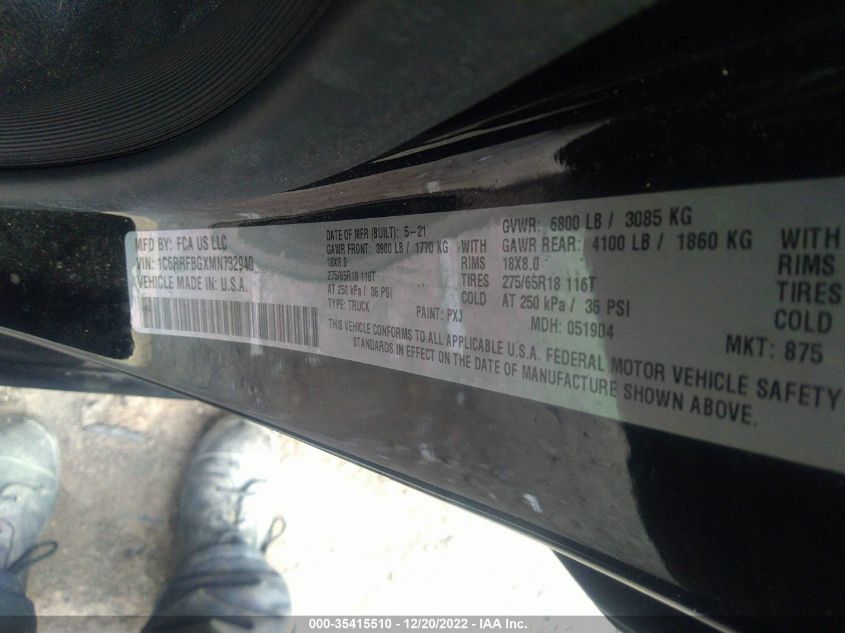 MFD BY: FCA US LLC
VIN: 1C6RRFBGXMN792940
VEHICLE MADE IN U.S.A.
DATE OF MFR (BUILT): 5-21
GAWR FRONT: 3900 LB / 1770 KG WITH
18X8.0 RIMS
275/65R18 116T TIRES
AT 250 kPa / 36 PSI COLD
TYPE: TRUCK PAINT: PXJ
GVWR: 6800 LB / 3085 KG
GAWR REAR: 4100 LB / 1860 KG WITH
18X8.0 RIMS
275/65R18 116T TIRES
AT 250 kPa / 36 PSI COLD
MDH: 051904 MKT: 875
THIS VEHICLE CONFORMS TO ALL APPLICABLE U.S.A. FEDERAL MOTOR VEHICLE SAFETY
STANDARDS IN EFFECT ON THE DATE OF MANUFACTURE SHOWN ABOVE.
000-35415510 - 12/20/2022 - IAA Inc.